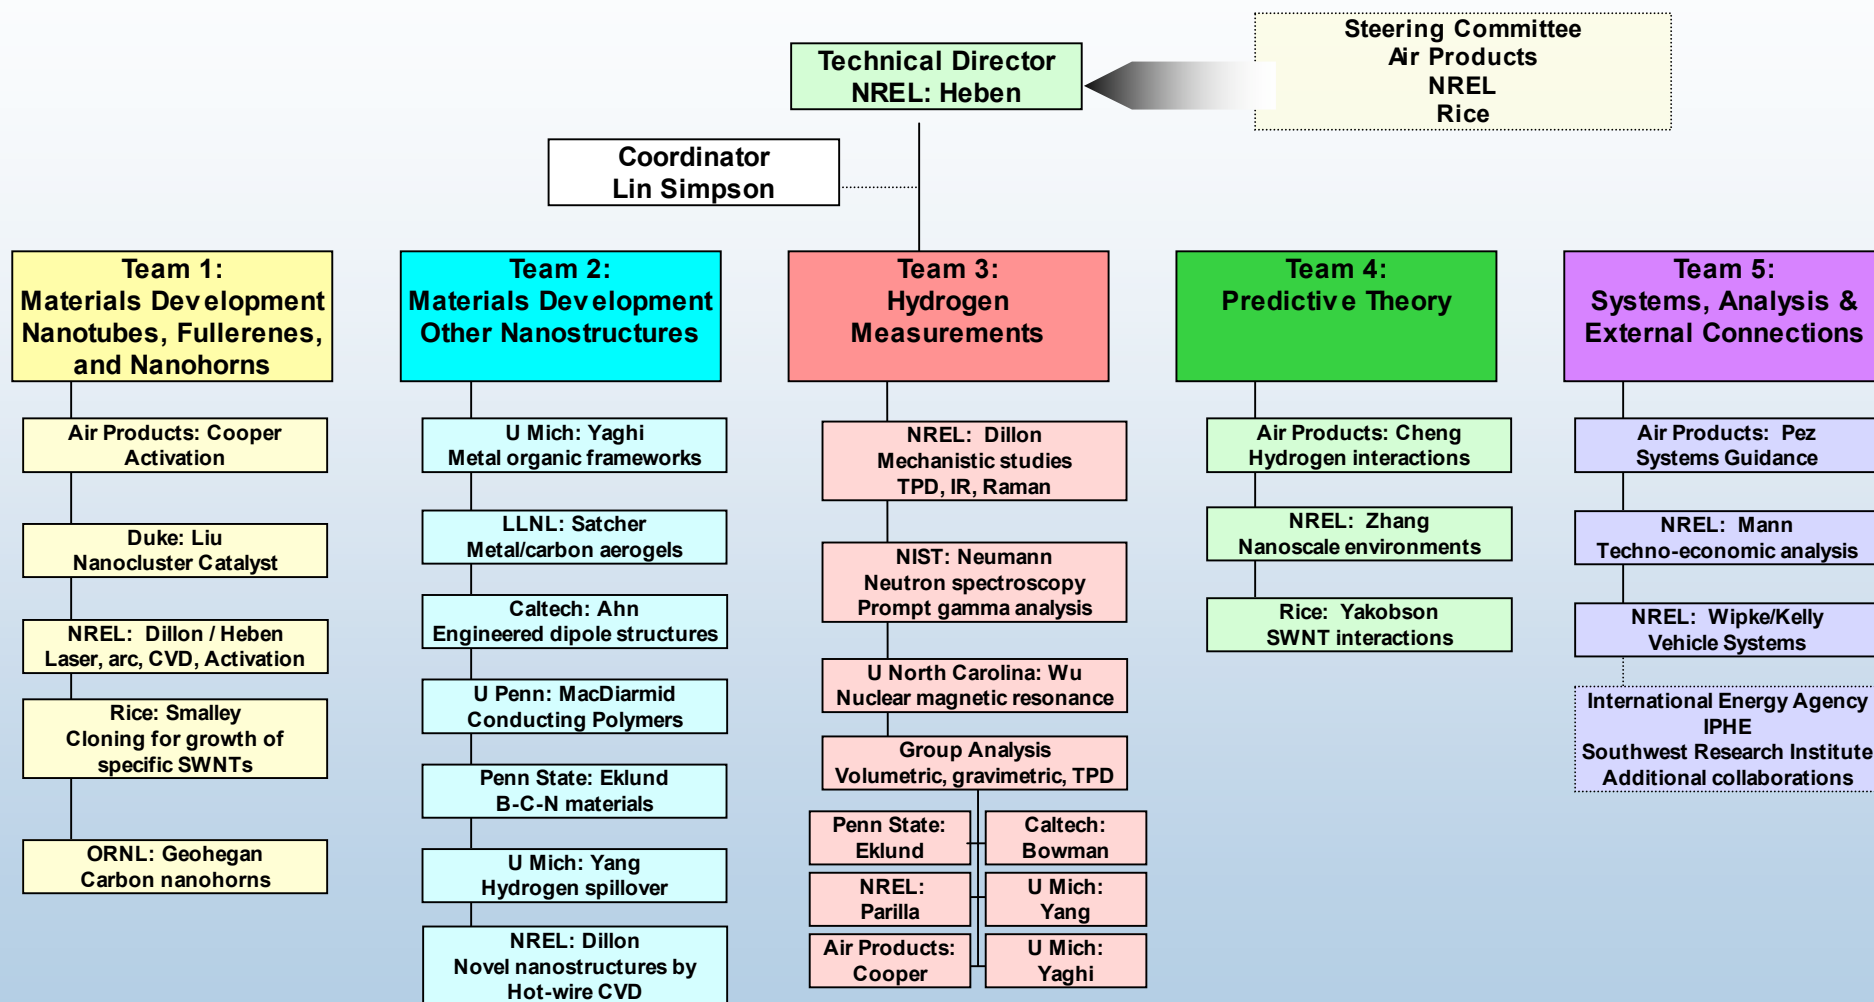 Steering Committee
Air Products
NREL
Rice
Technical Director
NREL: Heben
Coordinator
Lin Simpson
Team 1:
Materials Development
Nanotubes, Fullerenes,
and Nanohorns
Air Products: Cooper
Activation
Duke: Liu
Nanocluster Catalyst
NREL: Dillon / Heben
Laser, arc, CVD, Activation
Rice: Smalley
Cloning for growth of
specific SWNTs
ORNL: Geohegan
Carbon nanohorns
Team 2:
Materials Development
Other Nanostructures
U Mich: Yaghi
Metal organic frameworks
LLNL: Satcher
Metal/carbon aerogels
Caltech: Ahn
Engineered dipole structures
U Penn: MacDiarmid
Conducting Polymers
Penn State: Eklund
B-C-N materials
U Mich: Yang
Hydrogen spillover
NREL: Dillon
Novel nanostructures by
Hot-wire CVD
Team 3:
Hydrogen
Measurements
NREL: Dillon
Mechanistic studies
TPD, IR, Raman
NIST: Neumann
Neutron spectroscopy
Prompt gamma analysis
U North Carolina: Wu
Nuclear magnetic resonance
Group Analysis
Volumetric, gravimetric, TPD
Penn State:
Eklund
Caltech:
Bowman
NREL:
Parilla
U Mich:
Yang
Air Products:
Cooper
U Mich:
Yaghi
Team 4:
Predictive Theory
Air Products: Cheng
Hydrogen interactions
NREL: Zhang
Nanoscale environments
Rice: Yakobson
SWNT interactions
Team 5:
Systems, Analysis &
External Connections
Air Products: Pez
Systems Guidance
NREL: Mann
Techno-economic analysis
NREL: Wipke/Kelly
Vehicle Systems
International Energy Agency
IPHE
Southwest Research Institute
Additional collaborations